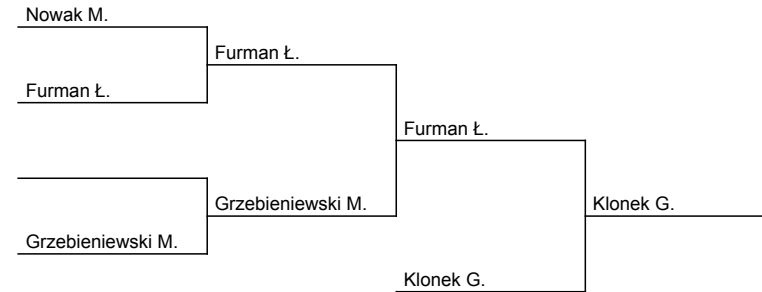 Nowak M.
Furman Ł.
Furman Ł.
Furman Ł.
Grzebieniewski M.
Klonek G.
Grzebieniewski M.
Klonek G.